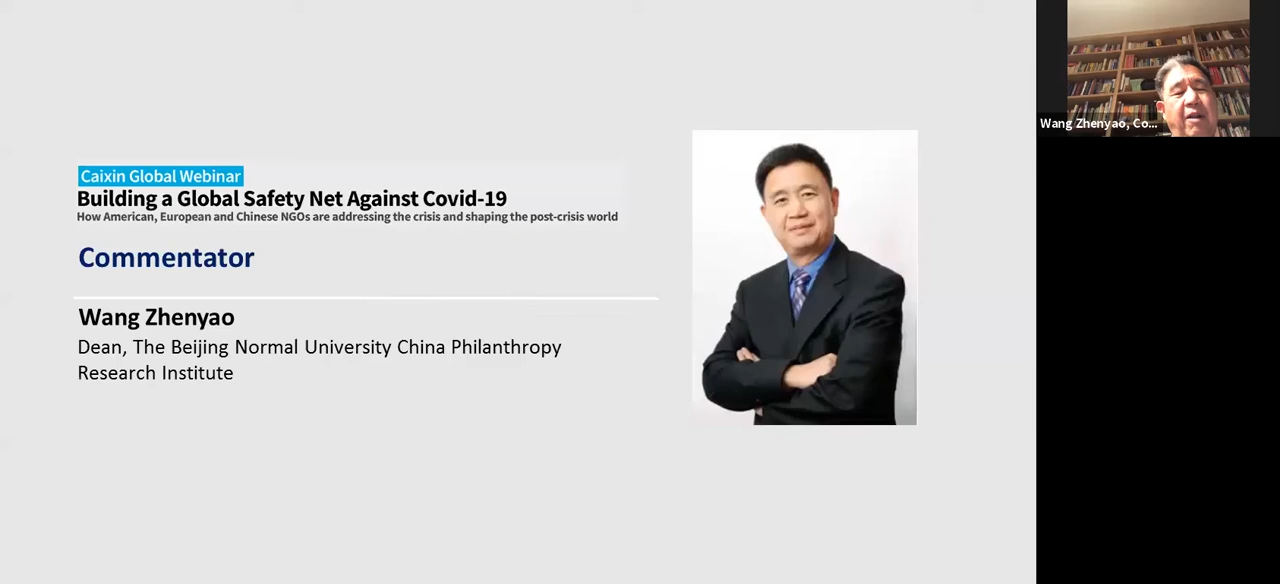 Caixin Global Webinar
Building a Global Safety Net Against Covid-19
How American, European and Chinese NGOs are addressing the crisis and shaping the post-crisis world
Commentator
Wang Zhenyao
Dean, The Beijing Normal University China Philanthropy
Research Institute
Wang Zhenyao, Co...